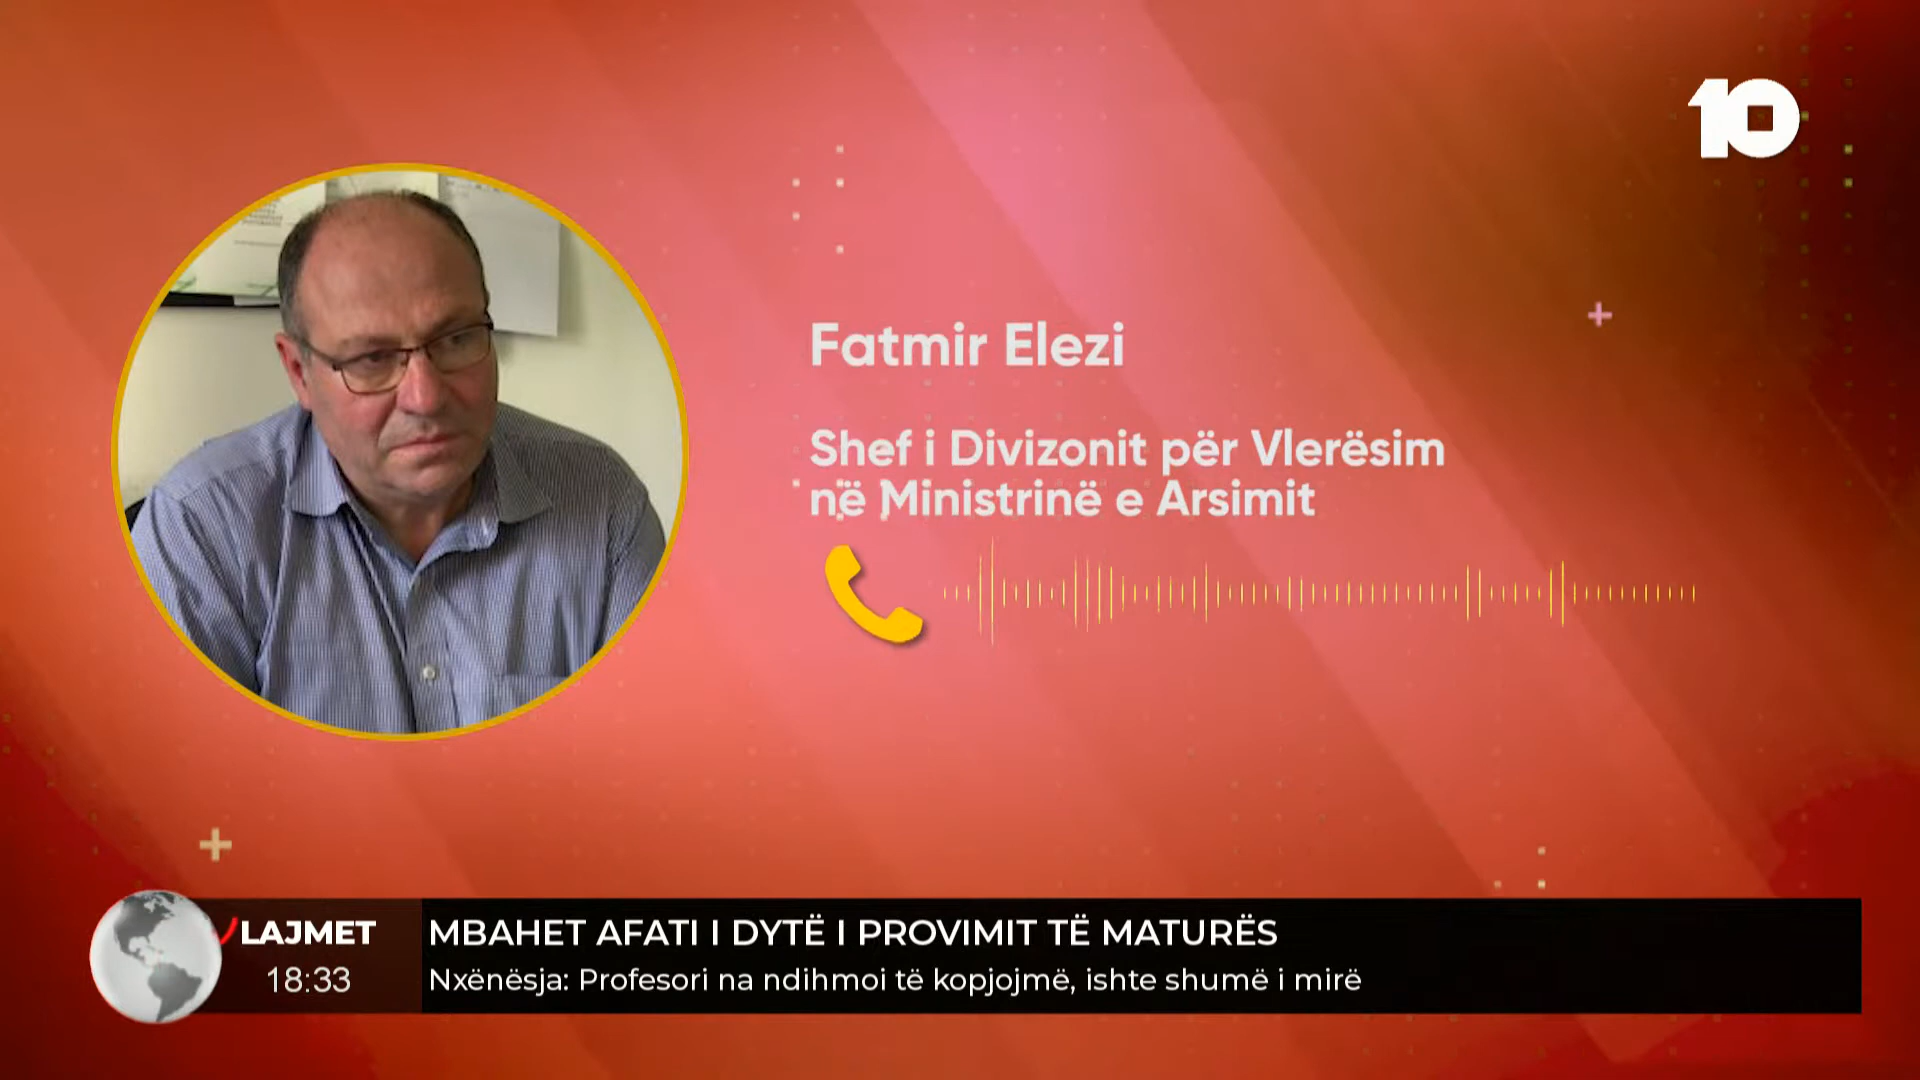 10
Fatmir Elezi
Shef i Divizonit për Vlerësim
në Ministrinë e Arsimit
LAJMET
18:33
MBAHET AFATI I DYTË I PROVIMIT TË MATURËS
Nxënësja: Profesori na ndihmoi të kopjojmë, ishte shumë i mirë